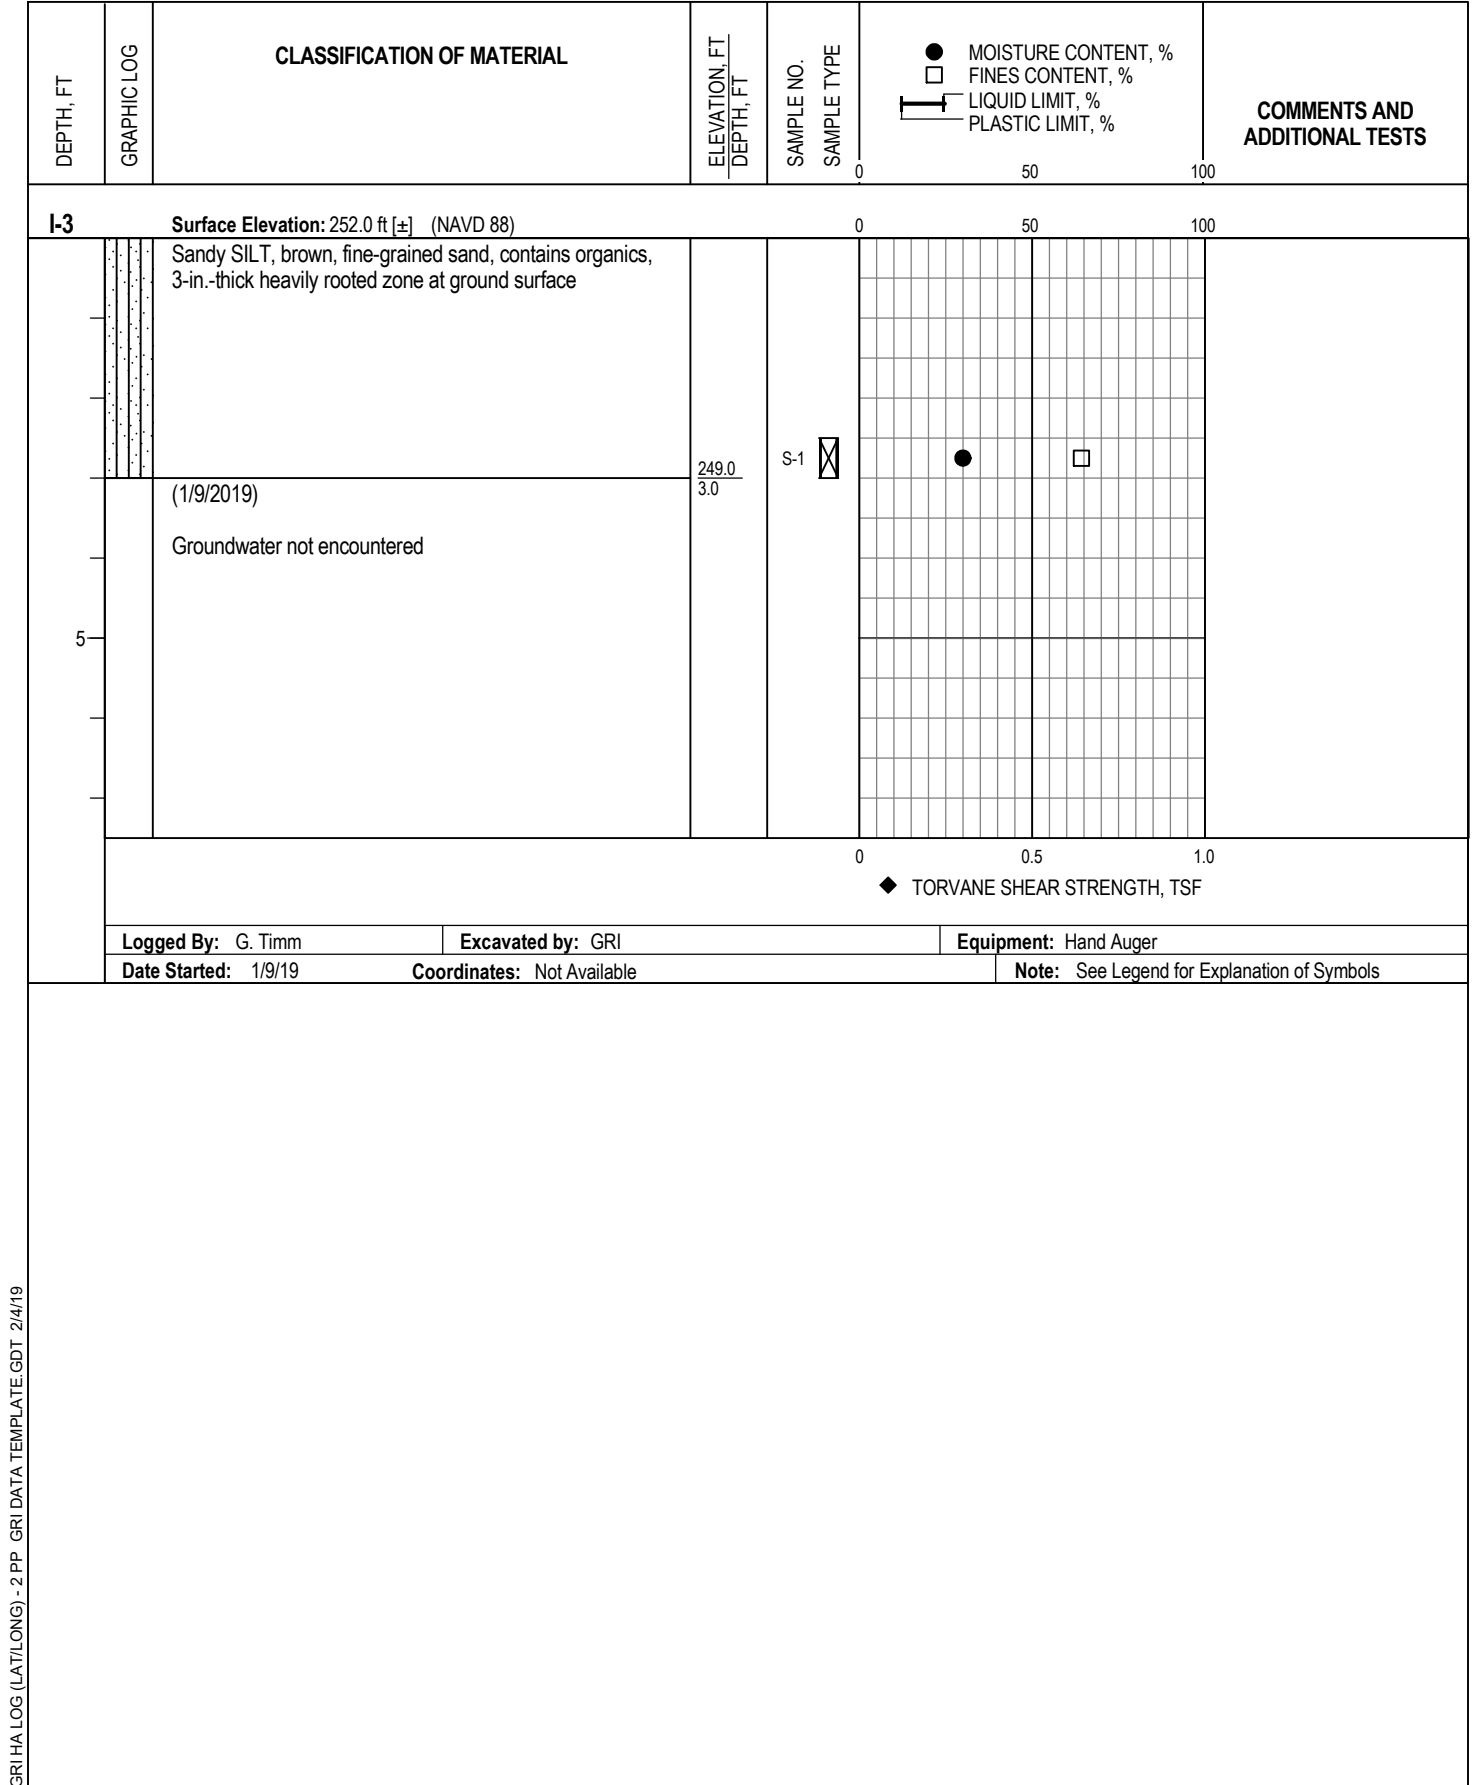 DEPTH, FT
GRAPHIC LOG
CLASSIFICATION OF MATERIAL
ELEVATION, FT
DEPTH, FT
SAMPLE NO.
SAMPLE TYPE
MOISTURE CONTENT, %
FINES CONTENT, %
LIQUID LIMIT, %
PLASTIC LIMIT, %
0 50 100
COMMENTS AND
ADDITIONAL TESTS
I-3 Surface Elevation: 252.0 ft [±] (NAVD 88) 0 50 100
Sandy SILT, brown, fine-grained sand, contains organics,
3-in.-thick heavily rooted zone at ground surface
S-1
249.0
3.0
(1/9/2019)
Groundwater not encountered
5
0 0.5 1.0
◆ TORVANE SHEAR STRENGTH, TSF
Logged By: G. Timm Excavated by: GRI Equipment: Hand Auger
Date Started: 1/9/19 Coordinates: Not Available Note: See Legend for Explanation of Symbols
GRI HA LOG (LAT/LONG) - 2 PP GRI DATA TEMPLATE.GDT 2/4/19